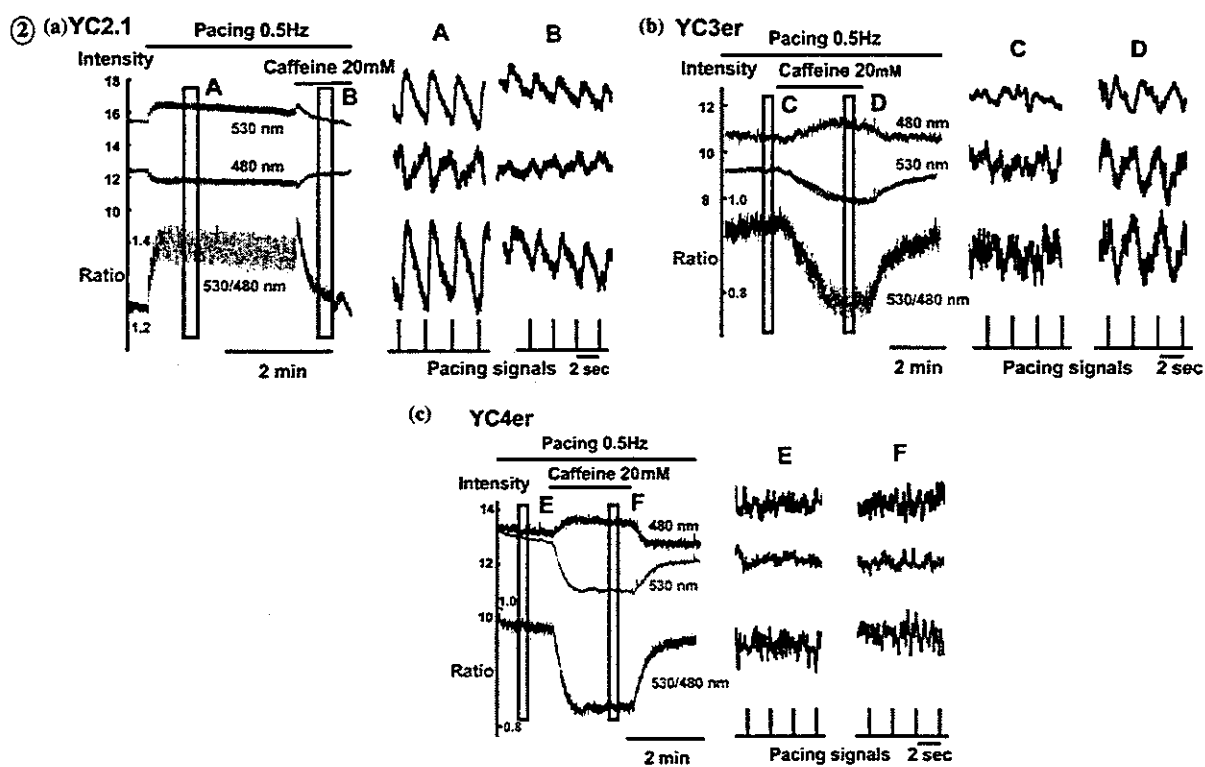 ② (a) YC2.1
Pacing 0.5Hz
Intensity
Caffeine 20mM
18
16
14
12
10
A
B
530 nm
480 nm
1.4
Ratio
530/480 nm
1.2
2 min
A
B
Pacing signals 2 sec
(b) YC3er
Pacing 0.5Hz
Intensity
Caffeine 20mM
12
10
8
C
D
480 nm
530 nm
1.0
Ratio
0.8
530/480 nm
2 min
C
D
Pacing signals 2 sec
(c) YC4er
Pacing 0.5Hz
Caffeine 20mM
Intensity
14
12
10
E
F
480 nm
530 nm
1.0
Ratio
530/480 nm
0.8
2 min
E
F
Pacing signals 2 sec